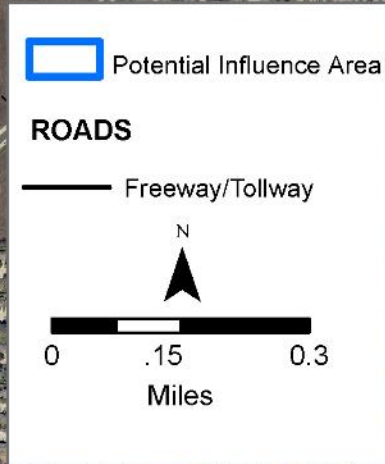 Potential Influence Area
ROADS
Freeway/Tollway
N
0 .15 0.3
Miles